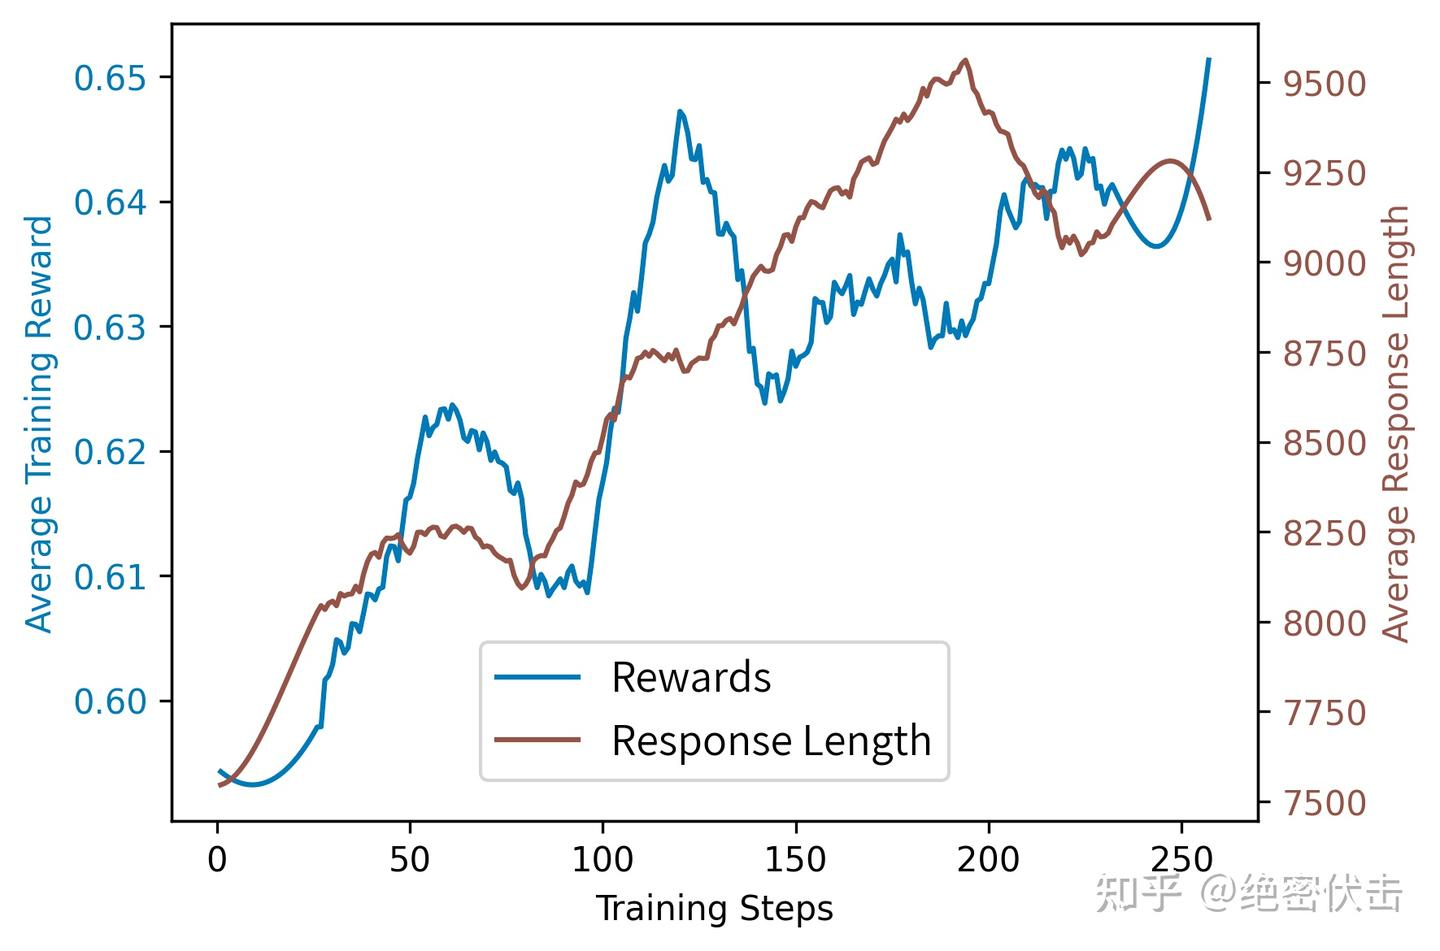 0.65
0.64
0.63
0.62
0.61
0.60
Average Training Reward
9500
9250
9000
8750
8500
8250
8000
7750
7500
Average Response Length
Rewards
Response Length
0 50 100 150 200 250
Training Steps
知乎 @绝密伏击